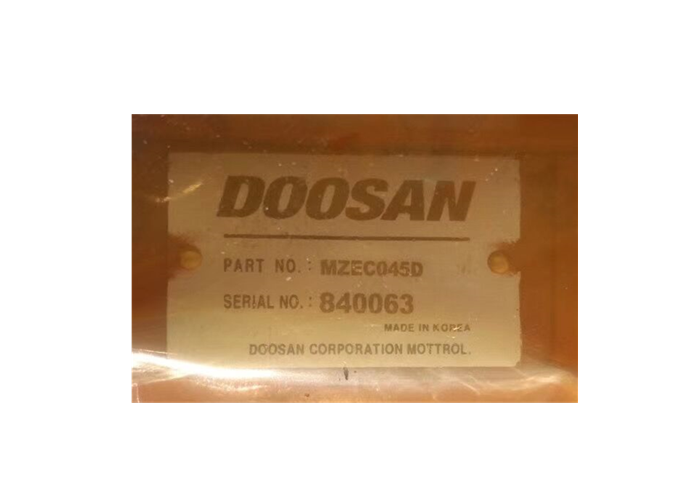 DOOSAN
PART NO. : MZEC045D
SERIAL NO. : 840063
MADE IN KOREA
DOOSAN CORPORATION MOTTROL.